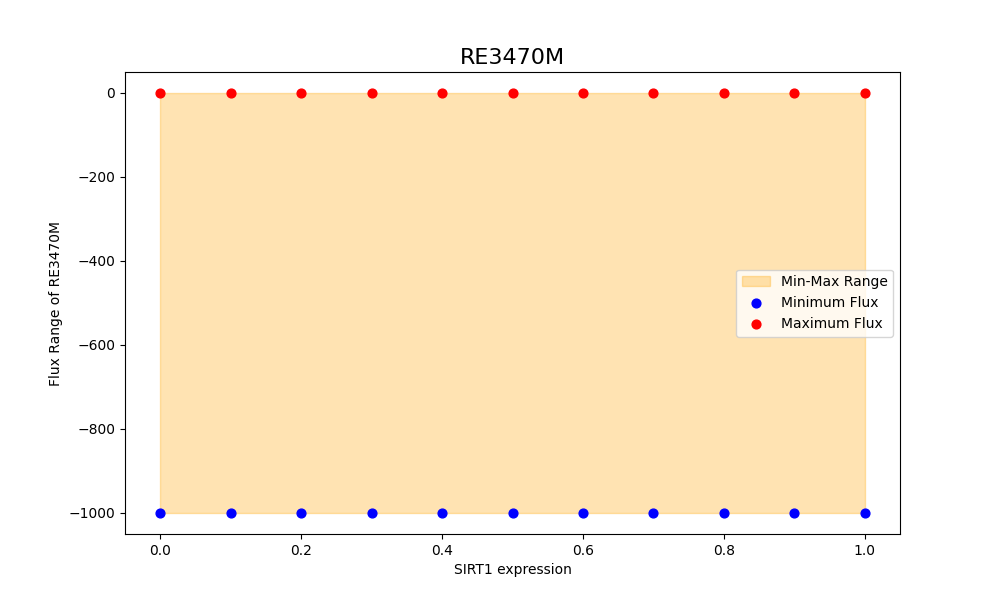 RE3470M
0
−200
−400
−600
−800
−1000
Flux Range of RE3470M
Min-Max Range
Minimum Flux
Maximum Flux
0.0 0.2 0.4 0.6 0.8 1.0
SIRT1 expression